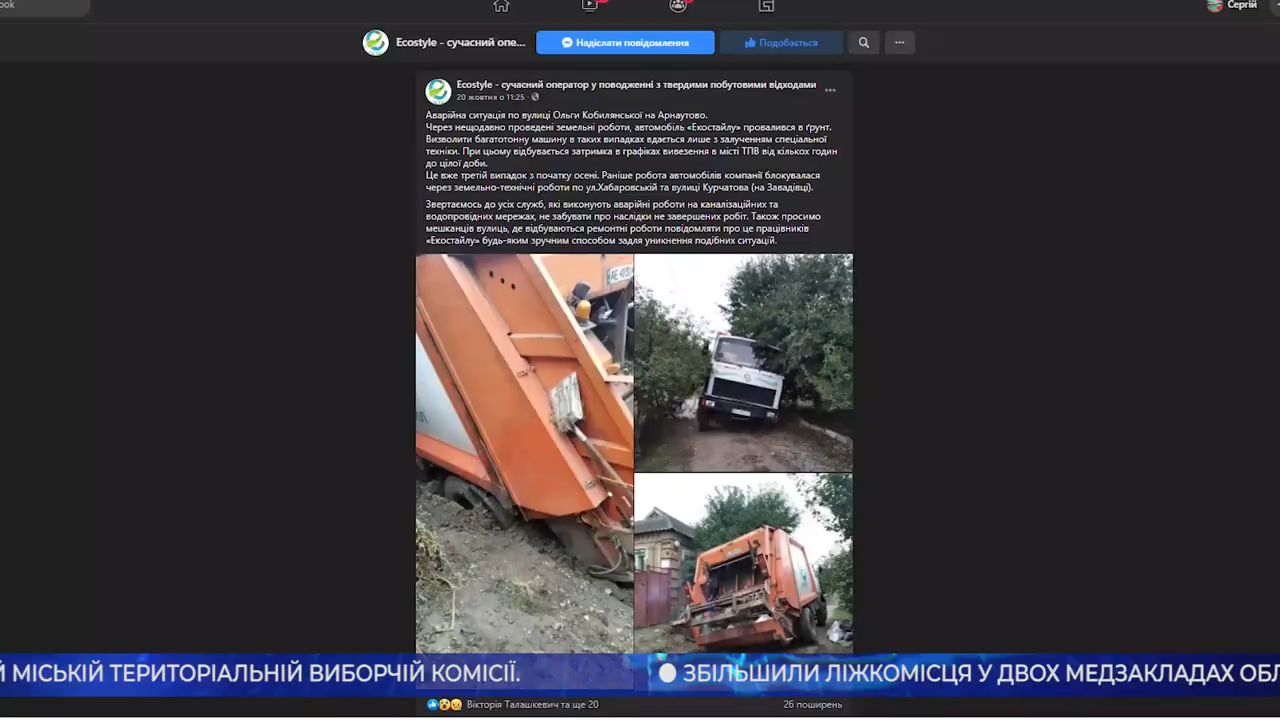 ook
Сергій
Ecostyle - сучасний опе...
Надіслати повідомлення
Подобається
Ecostyle - сучасний оператор у поводженні з твердими побутовими відходами
20 жовтня о 11:25 ·
Аварійна ситуація по вулиці Ольги Кобилянської на Арнаутово.
Через нещодавно проведені земельні роботи, автомобіль «Екостайлу» провалився в ґрунт.
Визволити багатотонну машину в таких випадках вдається лише з залученням спеціальної
техніки. При цьому відбувається затримка в графіках вивезення в місті ТПВ від кількох годин
до цілої доби.
Це вже третій випадок з початку осені. Раніше робота автомобілів компанії блокувалася
через земельно-технічні роботи по ул.Хабаровській та вулиці Курчатова (на Завадівці).
Звертаємось до усіх служб, які виконують аварійні роботи на каналізаційних та
водопровідних мережах, не забувати про наслідки не завершених робіт. Також просимо
мешканців вулиць, де відбуваються ремонтні роботи повідомляти про це працівників
«Екостайлу» будь-яким зручним способом задля уникнення подібних ситуацій.
Й МІСЬКІЙ ТЕРИТОРІАЛЬНІЙ ВИБОРЧІЙ КОМІСІЇ.
ЗБІЛЬШИЛИ ЛІЖКОМІСЦЯ У ДВОХ МЕДЗАКЛАДАХ ОБЛ
Вікторія Талашкевич та ще 20
26 поширень